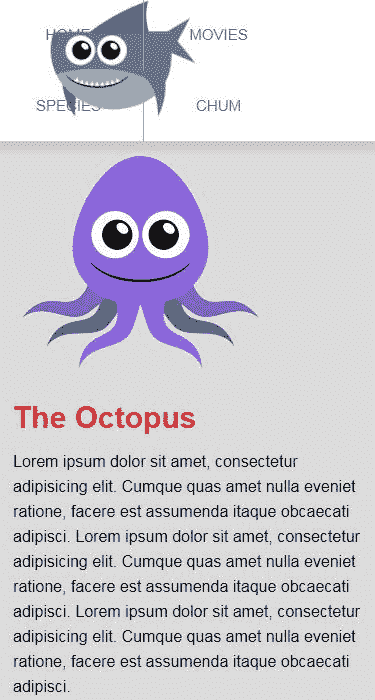 HOME MOVIES
SPECIES CHUM
The Octopus
Lorem ipsum dolor sit amet, consectetur
adipisicing elit. Cumque quas amet nulla eveniet
ratione, facere est assumenda itaque obcaecati
adipisci. Lorem ipsum dolor sit amet, consectetur
adipisicing elit. Cumque quas amet nulla eveniet
ratione, facere est assumenda itaque obcaecati
adipisci. Lorem ipsum dolor sit amet, consectetur
adipisicing elit. Cumque quas amet nulla eveniet
ratione, facere est assumenda itaque obcaecati
adipisci.